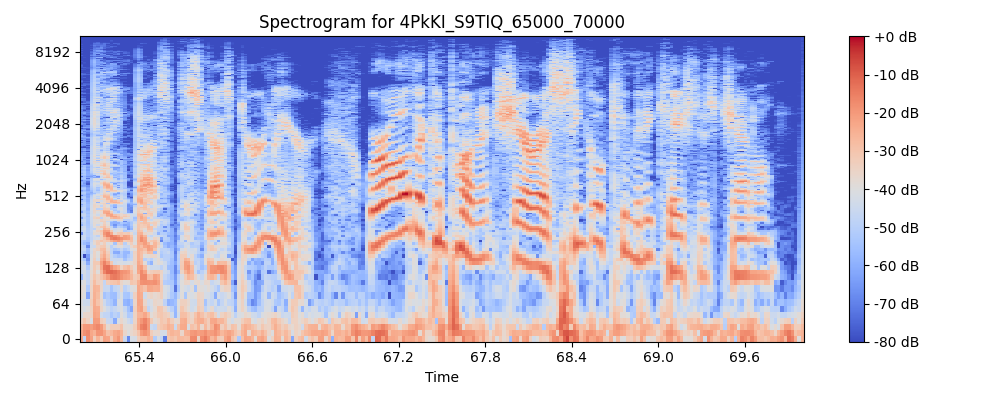 Spectrogram for 4PkKI_S9TIQ_65000_70000
Hz
8192
4096
2048
1024
512
256
128
64
0
65.4 66.0 66.6 67.2 67.8 68.4 69.0 69.6
Time
+0 dB
-10 dB
-20 dB
-30 dB
-40 dB
-50 dB
-60 dB
-70 dB
-80 dB